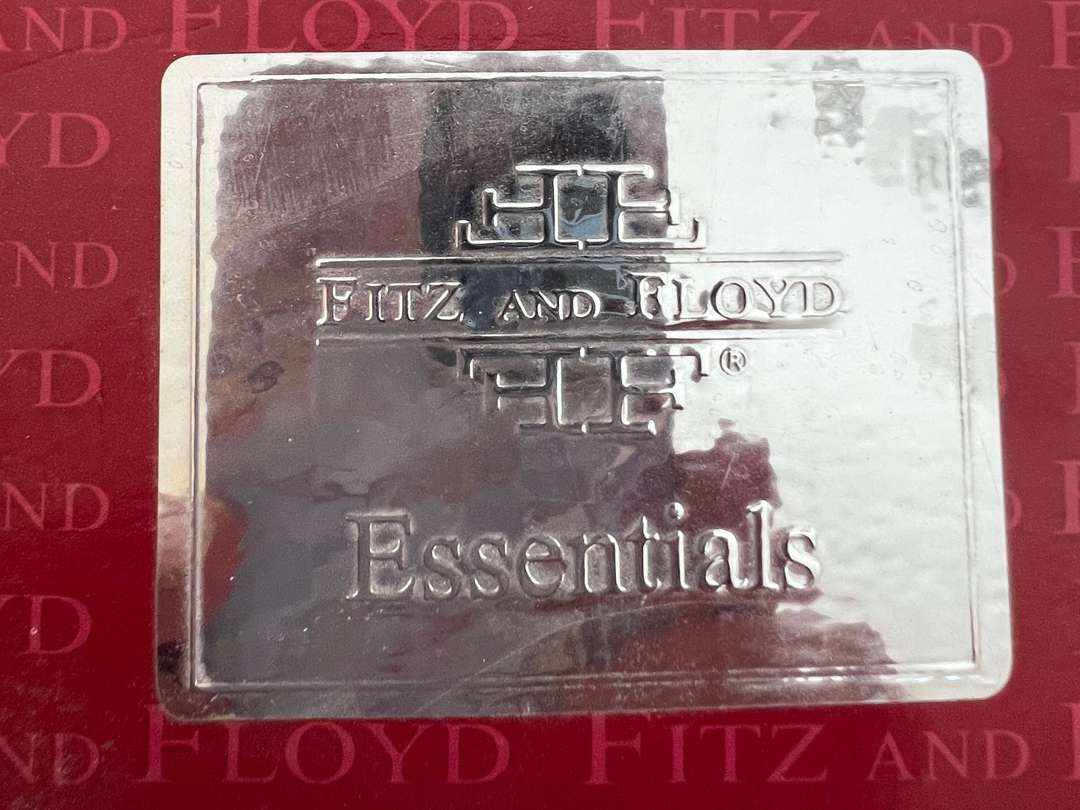 AND FLOYD FITZ AND F
FITZ AND FLOYD
®
Essentials
YD
ND
YD
ND
YD
ND FLOYD FITZ AND